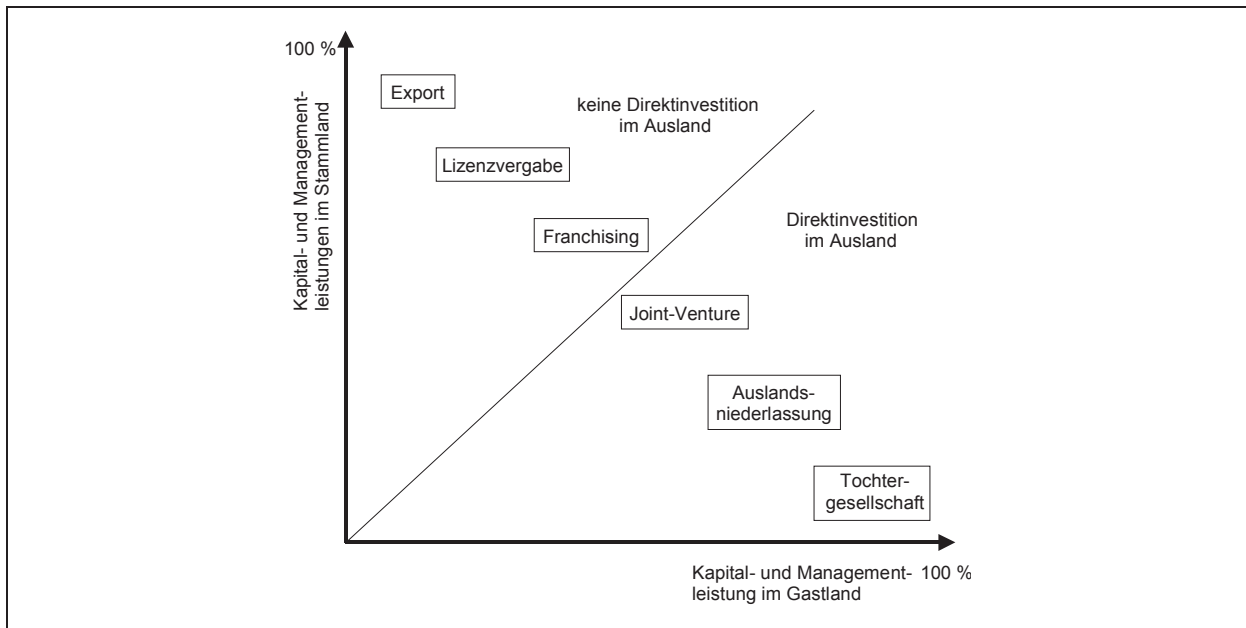 100 %
Kapital- und Management-
leistungen im Stammland
Export
keine Direktinvestition
im Ausland
Lizenzvergabe
Direktinvestition
im Ausland
Franchising
Joint-Venture
Auslands-
niederlassung
Tochter-
gesellschaft
Kapital- und Management- 100 %
leistung im Gastland